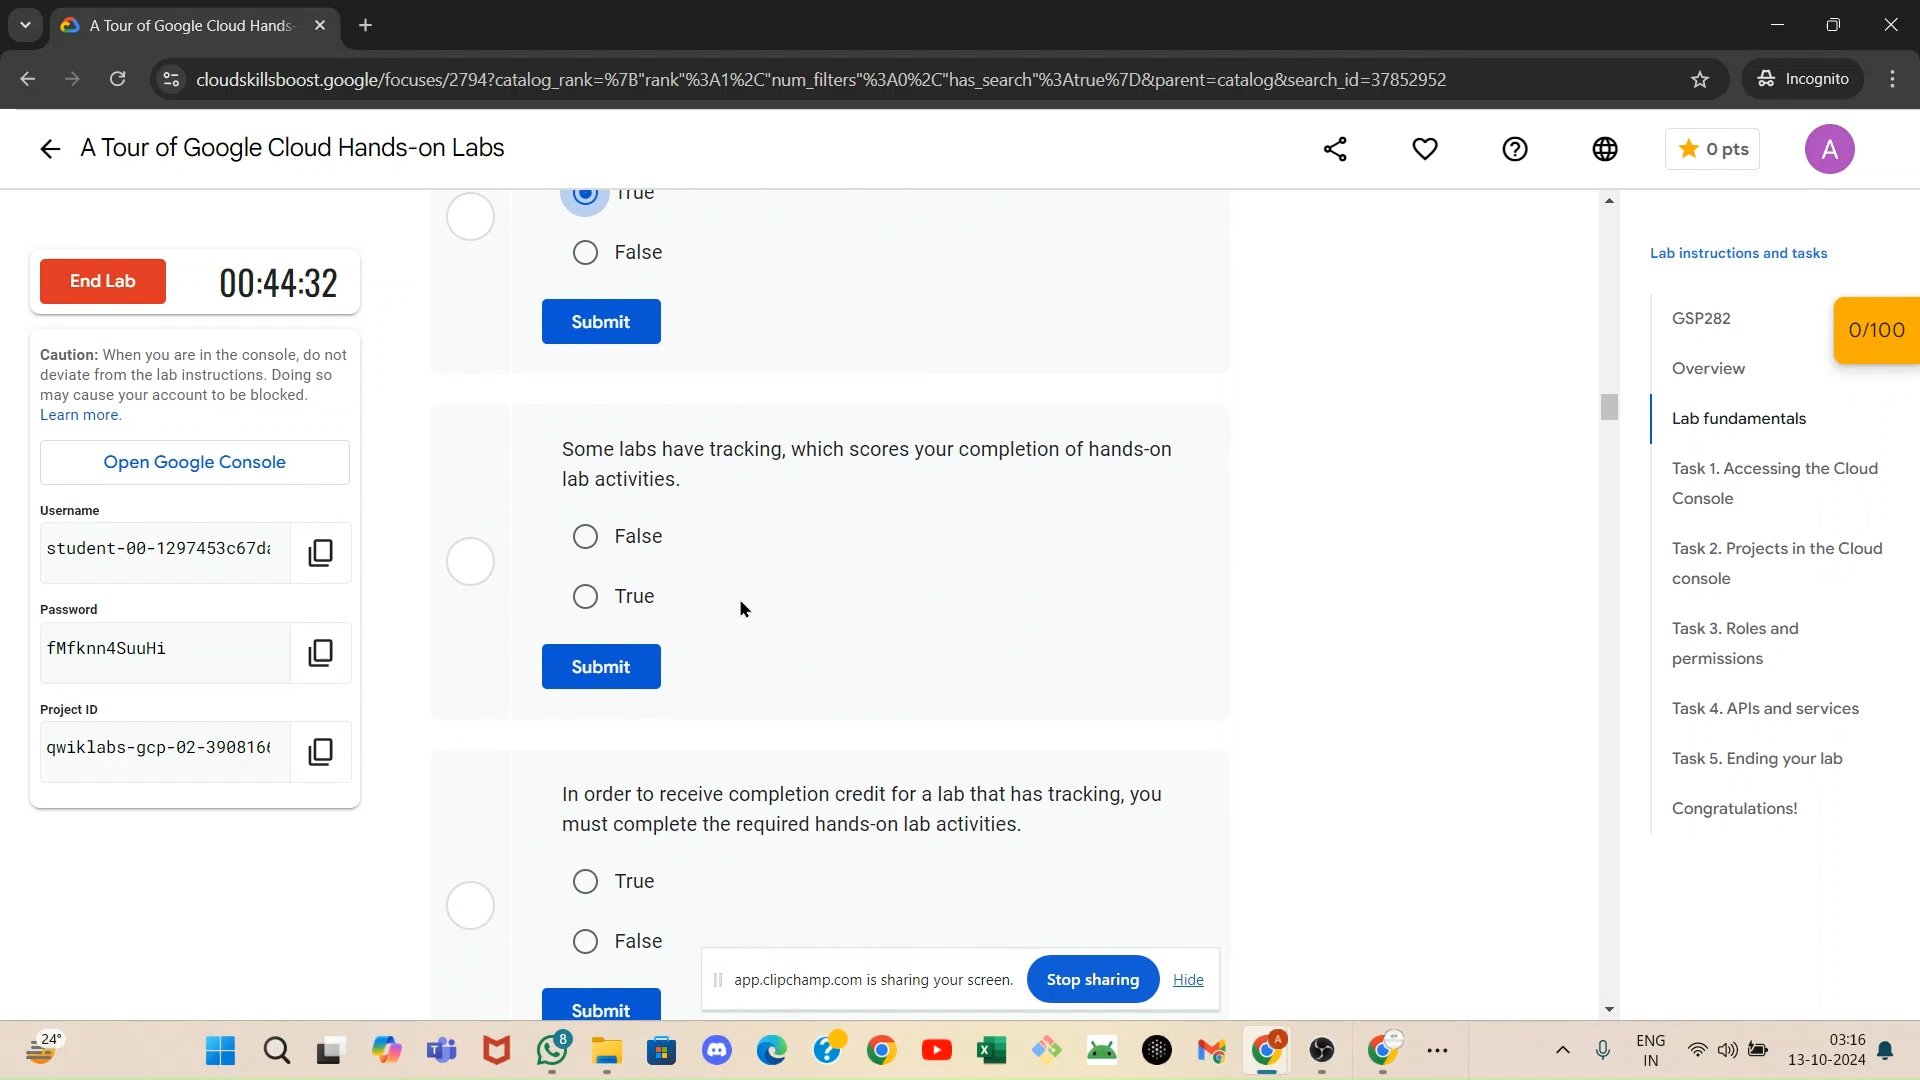 A Tour of Google Cloud Hands-
cloudskillsboost.google/focuses/2794?catalog_rank=%7B"rank"%3A1%2C"num_filters"%3A0%2C"has_search"%3Atrue%7D&parent=catalog&search_id=37852952
Incognito
A Tour of Google Cloud Hands-on Labs
0 pts
A
End Lab
00:44:32
Caution: When you are in the console, do not
deviate from the lab instructions. Doing so
may cause your account to be blocked.
Learn more.
Open Google Console
Username
student-00-1297453c67da
Password
fMfknn4SuuHi
Project ID
qwiklabs-gcp-02-3908166
True
False
Submit
Some labs have tracking, which scores your completion of hands-on
lab activities.
False
True
Submit
In order to receive completion credit for a lab that has tracking, you
must complete the required hands-on lab activities.
True
False
Submit
app.clipchamp.com is sharing your screen.
Stop sharing
Hide
Lab instructions and tasks
GSP282
0/100
Overview
Lab fundamentals
Task 1. Accessing the Cloud
Console
Task 2. Projects in the Cloud
console
Task 3. Roles and
permissions
Task 4. APIs and services
Task 5. Ending your lab
Congratulations!
24°
8
A
ENG
IN
03:16
13-10-2024